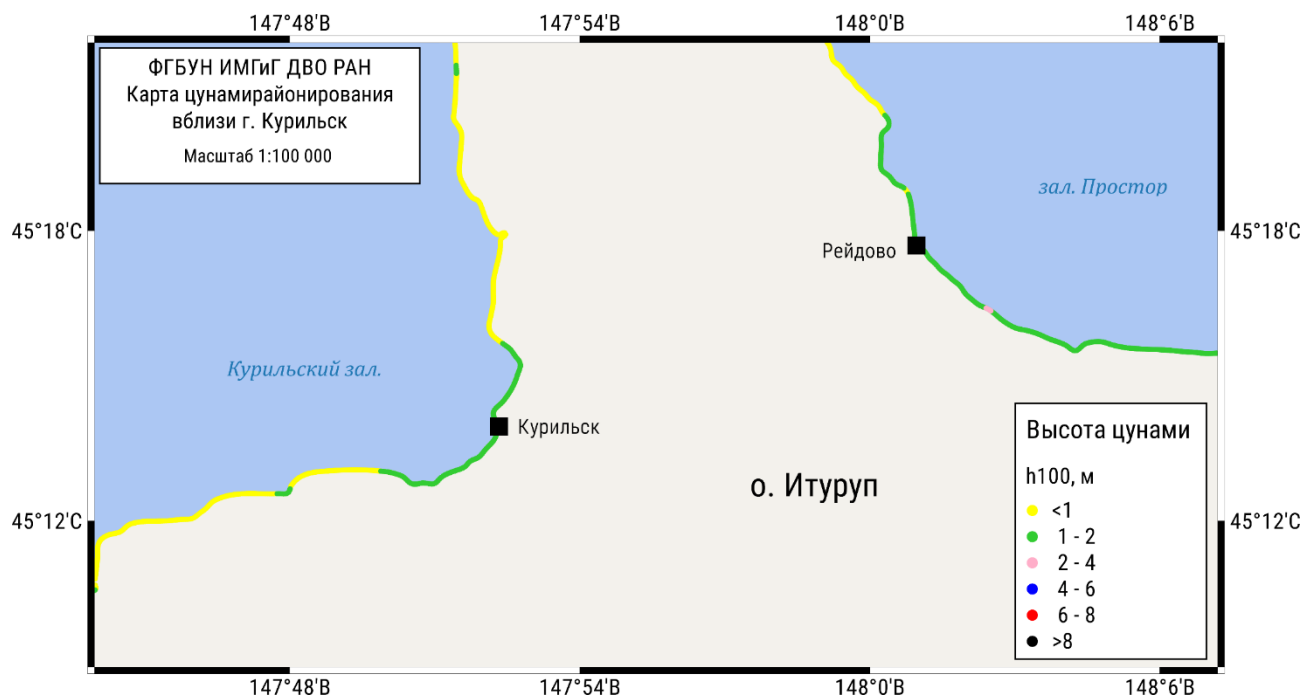 147°48'В 147°54'В 148°0'В 148°6'В
ФГБУН ИМГиГ ДВО РАН
Карта цунамирайонирования
вблизи г. Курильск
Масштаб 1:100 000
зал. Простор
45°18'С 45°18'С
Рейдово
Курильский зал.
Курильск
о. Итуруп
45°12'С 45°12'С
Высота цунами
h100, м
<1
1 - 2
2 - 4
4 - 6
6 - 8
>8
147°48'В 147°54'В 148°0'В 148°6'В